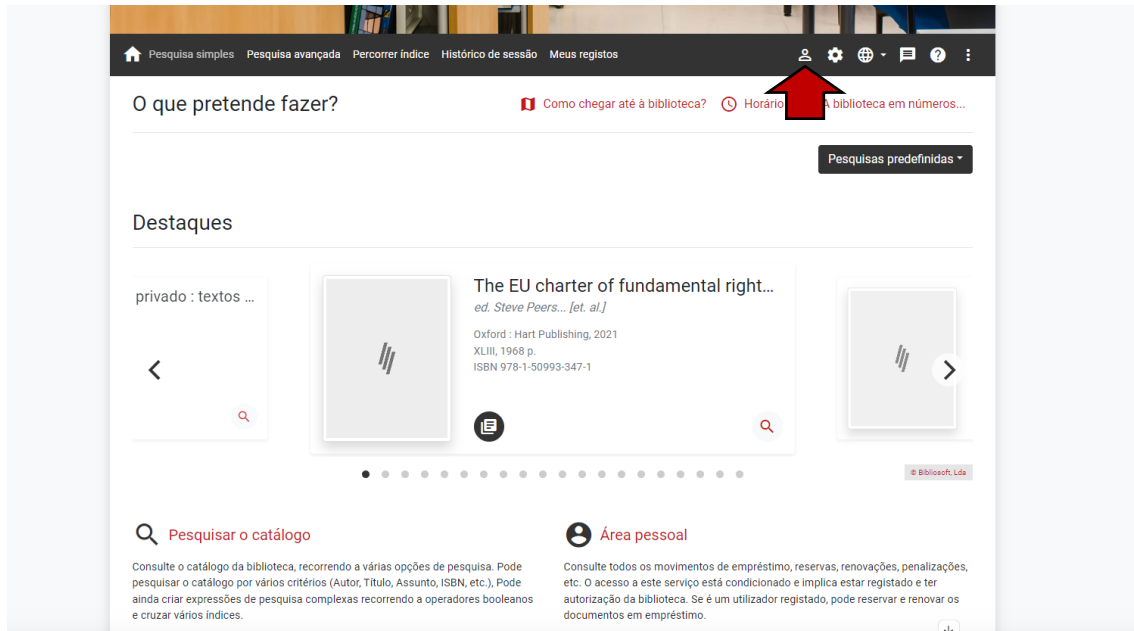 Pesquisa simples Pesquisa avançada Percorrer índice Histórico de sessão Meus registos
O que pretende fazer?
Como chegar até à biblioteca? Horário A biblioteca em números...
Pesquisas predefinidas
Destaques
privado : textos ...
The EU charter of fundamental right...
ed. Steve Peers... [et. al.]
Oxford : Hart Publishing, 2021
XLIII, 1968 p.
ISBN 978-1-50993-347-1
© Bibliosoft, Lda
Pesquisar o catálogo
Consulte o catálogo da biblioteca, recorrendo a várias opções de pesquisa. Pode
pesquisar o catálogo por vários critérios (Autor, Título, Assunto, ISBN, etc.), Pode
ainda criar expressões de pesquisa complexas recorrendo a operadores booleanos
e cruzar vários índices.
Área pessoal
Consulte todos os movimentos de empréstimo, reservas, renovações, penalizações,
etc. O acesso a este serviço está condicionado e implica estar registado e ter
autorização da biblioteca. Se é um utilizador registado, pode reservar e renovar os
documentos em empréstimo.